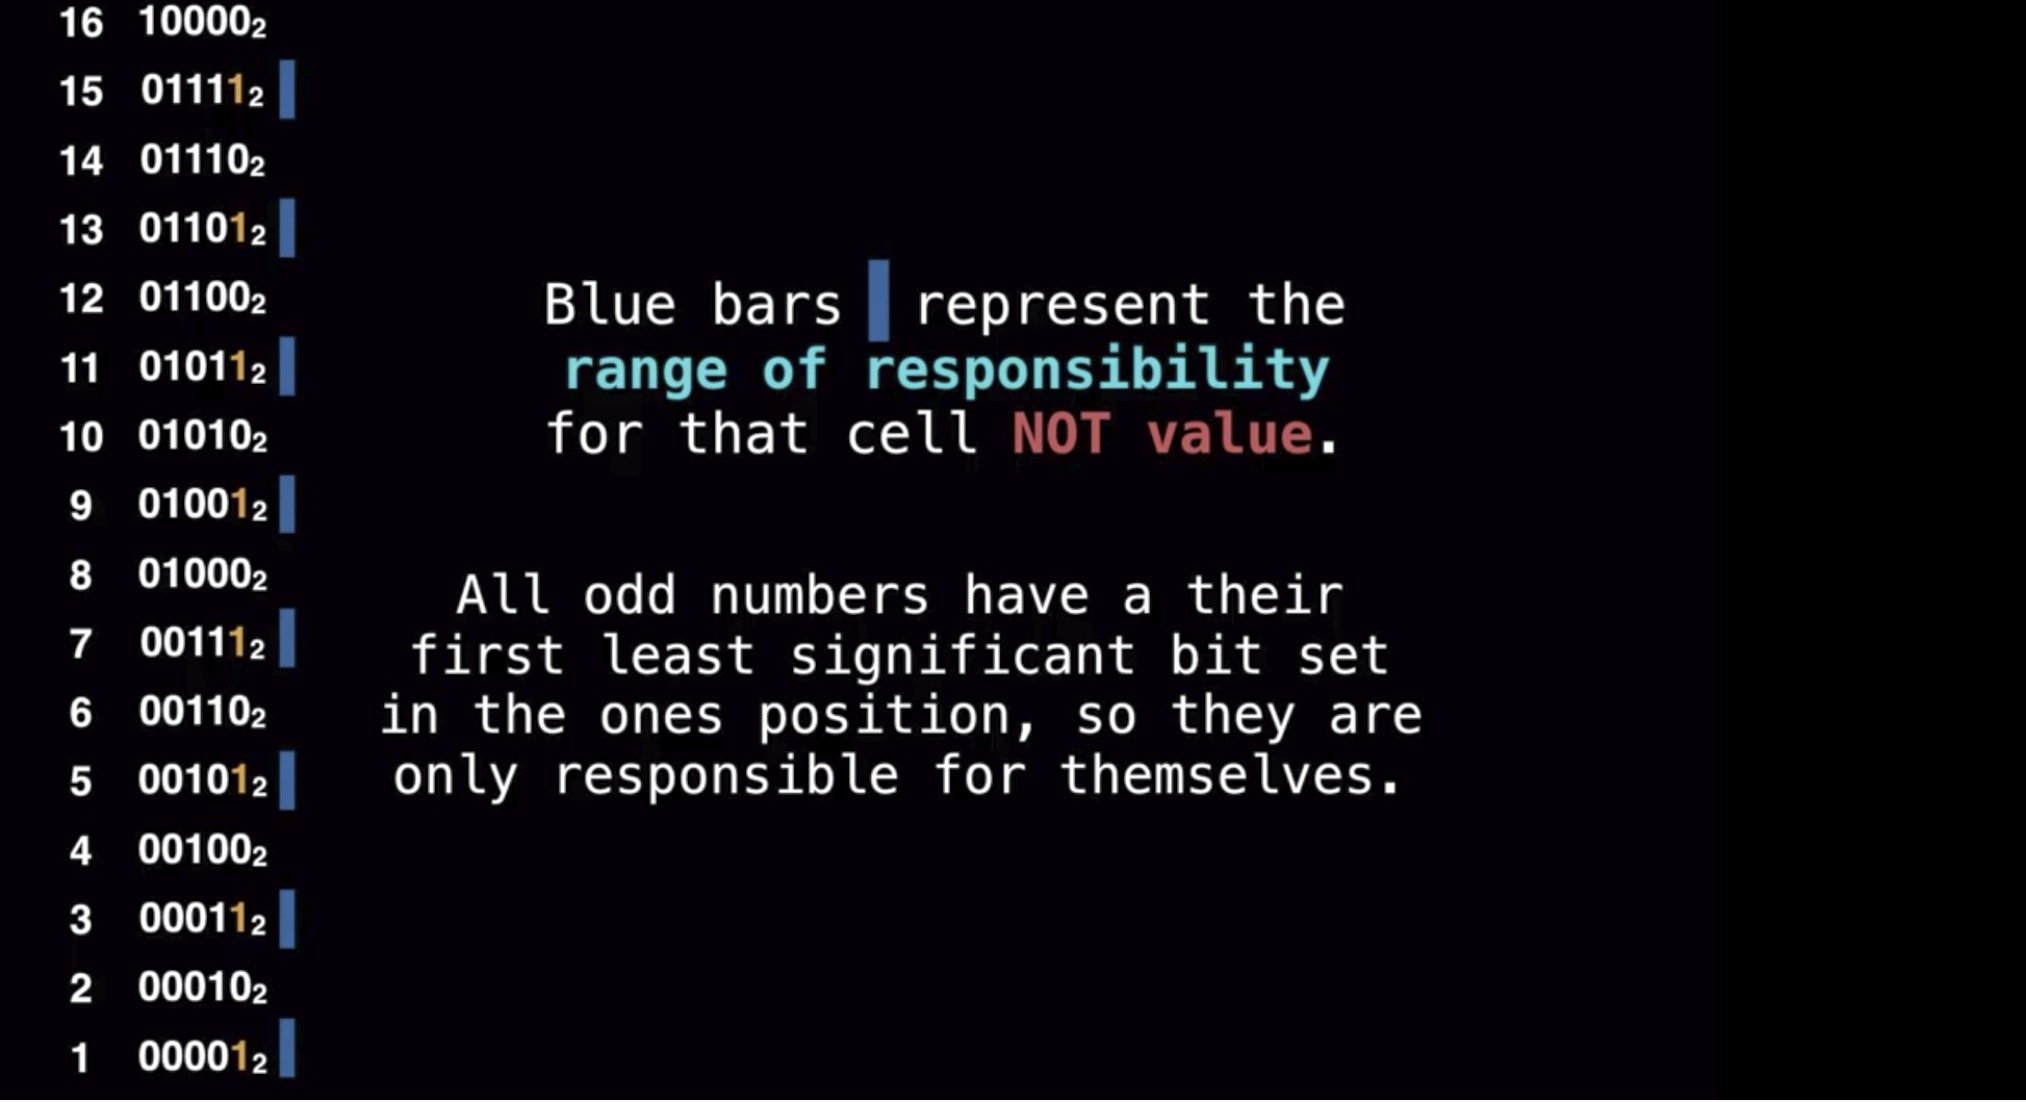 16 10000₂
15 01111₂
14 01110₂
13 01101₂
12 01100₂
11 01011₂
10 01010₂
9 01001₂
8 01000₂
7 00111₂
6 00110₂
5 00101₂
4 00100₂
3 00011₂
2 00010₂
1 00001₂
Blue bars represent the
range of responsibility
for that cell NOT value.
All odd numbers have a their
first least significant bit set
in the ones position, so they are
only responsible for themselves.